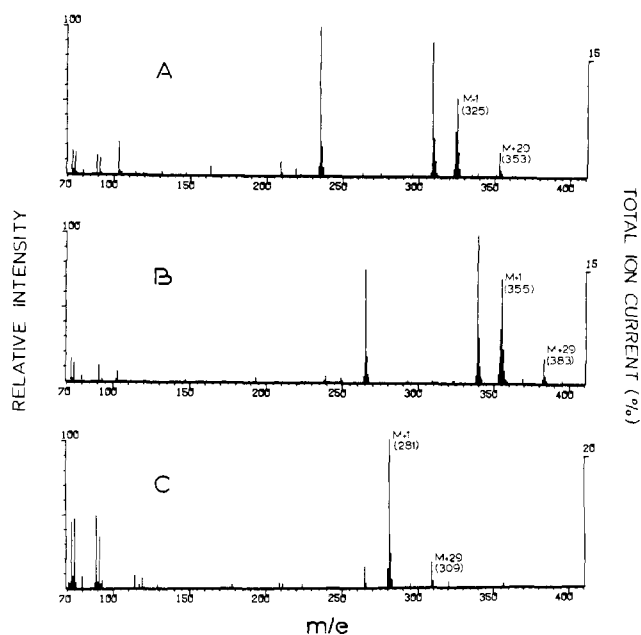 100
A
M+1
(325)
M+20
(353)
15
70 100 150 200 250 300 350 400
100
B
M+1
(355)
M+29
(383)
15
70 100 150 200 250 300 350 400
100
C
M+1
(281)
M+29
(309)
20
70 100 150 200 250 300 350 400
m/e
RELATIVE INTENSITY
TOTAL ION CURRENT (%)